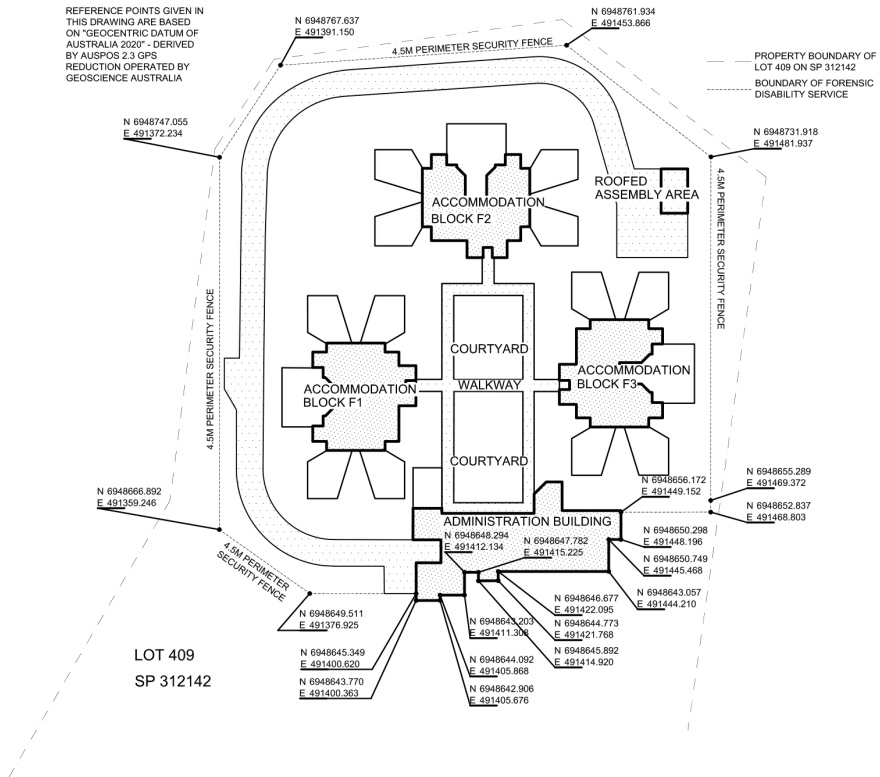 REFERENCE POINTS GIVEN IN
THIS DRAWING ARE BASED
ON "GEOCENTRIC DATUM OF
AUSTRALIA 2020" - DERIVED
BY AUSPOS 2.3 GPS
REDUCTION OPERATED BY
GEOSCIENCE AUSTRALIA
N 6948767.637
E 491391.150
N 6948761.934
E 491453.866
4.5M PERIMETER SECURITY FENCE
PROPERTY BOUNDARY OF
LOT 409 ON SP 312142
BOUNDARY OF FORENSIC
DISABILITY SERVICE
N 6948747.055
E 491372.234
N 6948731.918
E 491481.937
4.5M PERIMETER SECURITY FENCE
ROOFED
ASSEMBLY AREA
ACCOMMODATION
BLOCK F2
4.5M PERIMETER SECURITY FENCE
COURTYARD
WALKWAY
ACCOMMODATION
BLOCK F1
ACCOMMODATION
BLOCK F3
COURTYARD
N 6948666.892
E 491359.246
N 6948656.172
E 491449.152
N 6948655.289
E 491469.372
N 6948652.837
E 491468.803
ADMINISTRATION BUILDING
N 6948648.294
E 491412.134
N 6948647.782
E 491415.225
N 6948650.298
E 491448.196
N 6948650.749
E 491445.468
4.5M PERIMETER
SECURITY FENCE
N 6948643.057
E 491444.210
N 6948646.677
E 491422.095
N 6948649.511
E 491376.925
N 6948643.203
E 491411.308
N 6948644.773
E 491421.768
N 6948645.892
E 491414.920
N 6948645.349
E 491400.620
N 6948644.092
E 491405.868
N 6948643.770
E 491400.363
N 6948642.906
E 491405.676
LOT 409
SP 312142